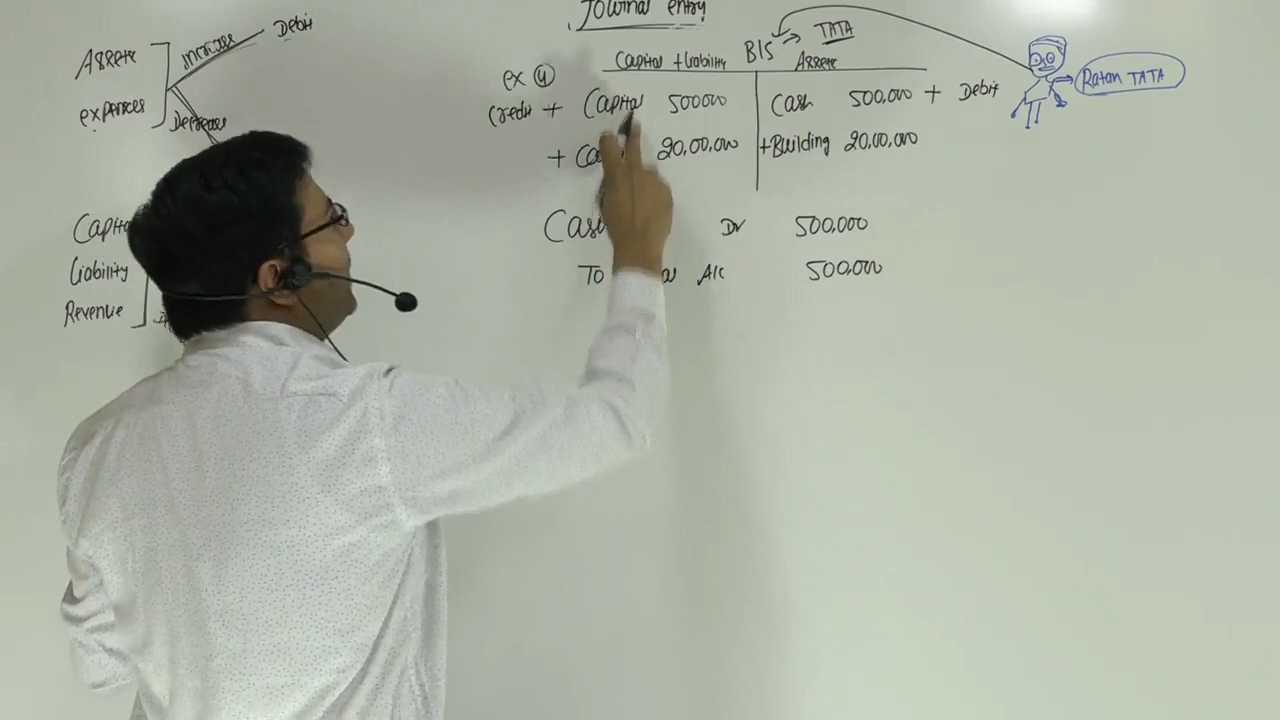 Journal entry
Assets
Increase
Debit
expenses
Decrease
Liability
Revenue
B/S
TATA
Capital + Liability
Assets
ex 4
Credit + Capital 500000
Cash 500,000 + Debit
+ 20,00,000
+Building 20,00,000
Ratan TATA
Dr 500,000
To A/c 500,000